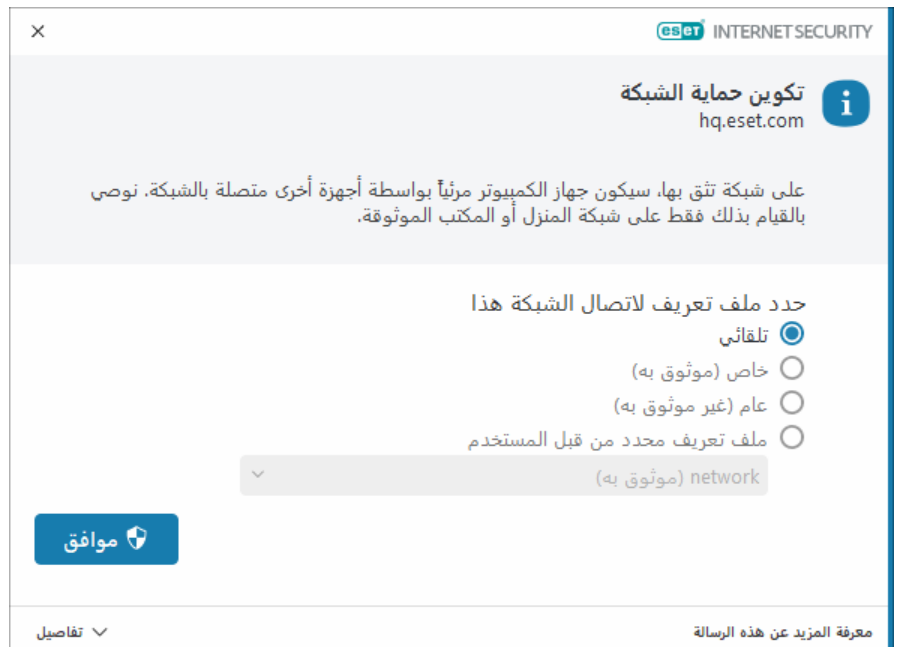 eset INTERNET SECURITY
تكوين حماية الشبكة
hq.eset.com
على شبكة تثق بها، سيكون جهاز الكمبيوتر مرئياً بواسطة أجهزة أخرى متصلة بالشبكة. نوصي
بالقيام بذلك فقط على شبكة المنزل أو المكتب الموثوقة.
حدد ملف تعريف لاتصال الشبكة هذا
تلقائي
خاص (موثوق به)
عام (غير موثوق به)
ملف تعريف محدد من قبل المستخدم
network (موثوق به)
موافق
معرفة المزيد عن هذه الرسالة
تفاصيل